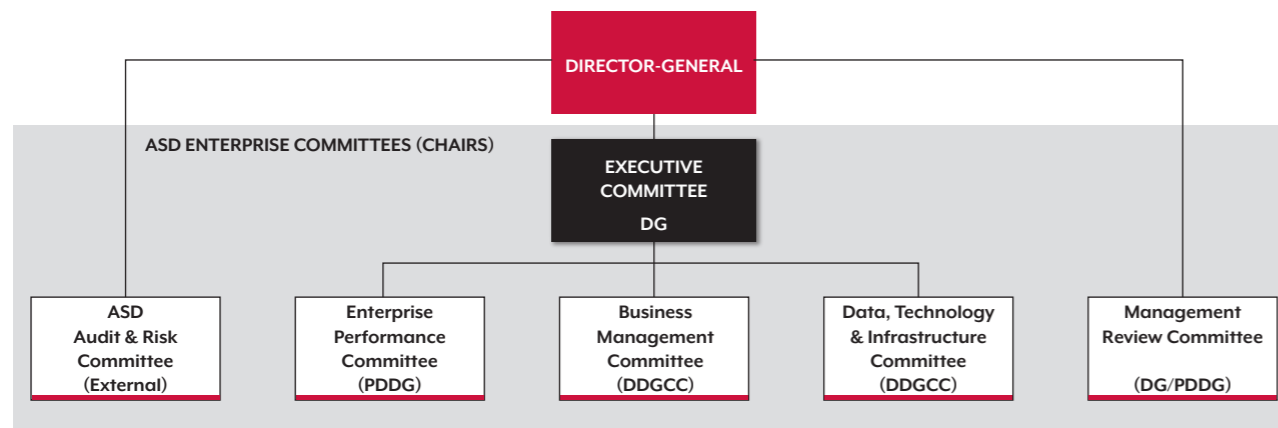 DIRECTOR-GENERAL
ASD ENTERPRISE COMMITTEES (CHAIRS)
EXECUTIVE
COMMITTEE
DG
ASD
Audit & Risk
Committee
(External)
Enterprise
Performance
Committee
(PDDG)
Business
Management
Committee
(DDGCC)
Data, Technology
& Infrastructure
Committee
(DDGCC)
Management
Review Committee
(DG/PDDG)